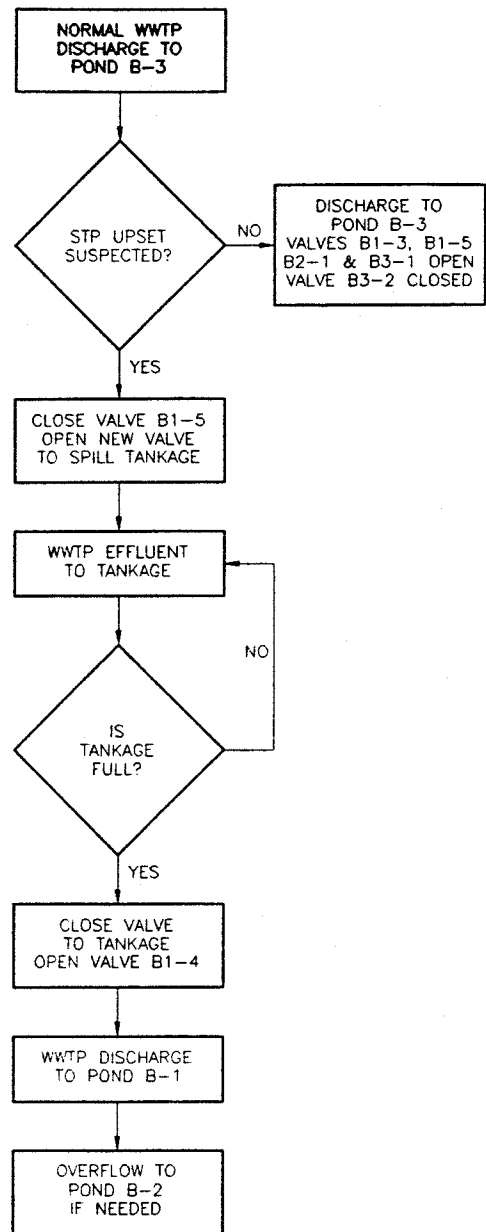 NORMAL WWTP
DISCHARGE TO
POND B-3
STP UPSET
SUSPECTED?
NO
DISCHARGE TO
POND B-3
VALVES B1-3, B1-5
B2-1 & B3-1 OPEN
VALVE B3-2 CLOSED
YES
CLOSE VALVE B1-5
OPEN NEW VALVE
TO SPILL TANKAGE
WWTP EFFLUENT
TO TANKAGE
NO
IS
TANKAGE
FULL?
YES
CLOSE VALVE
TO TANKAGE
OPEN VALVE B1-4
WWTP DISCHARGE
TO POND B-1
OVERFLOW TO
POND B-2
IF NEEDED